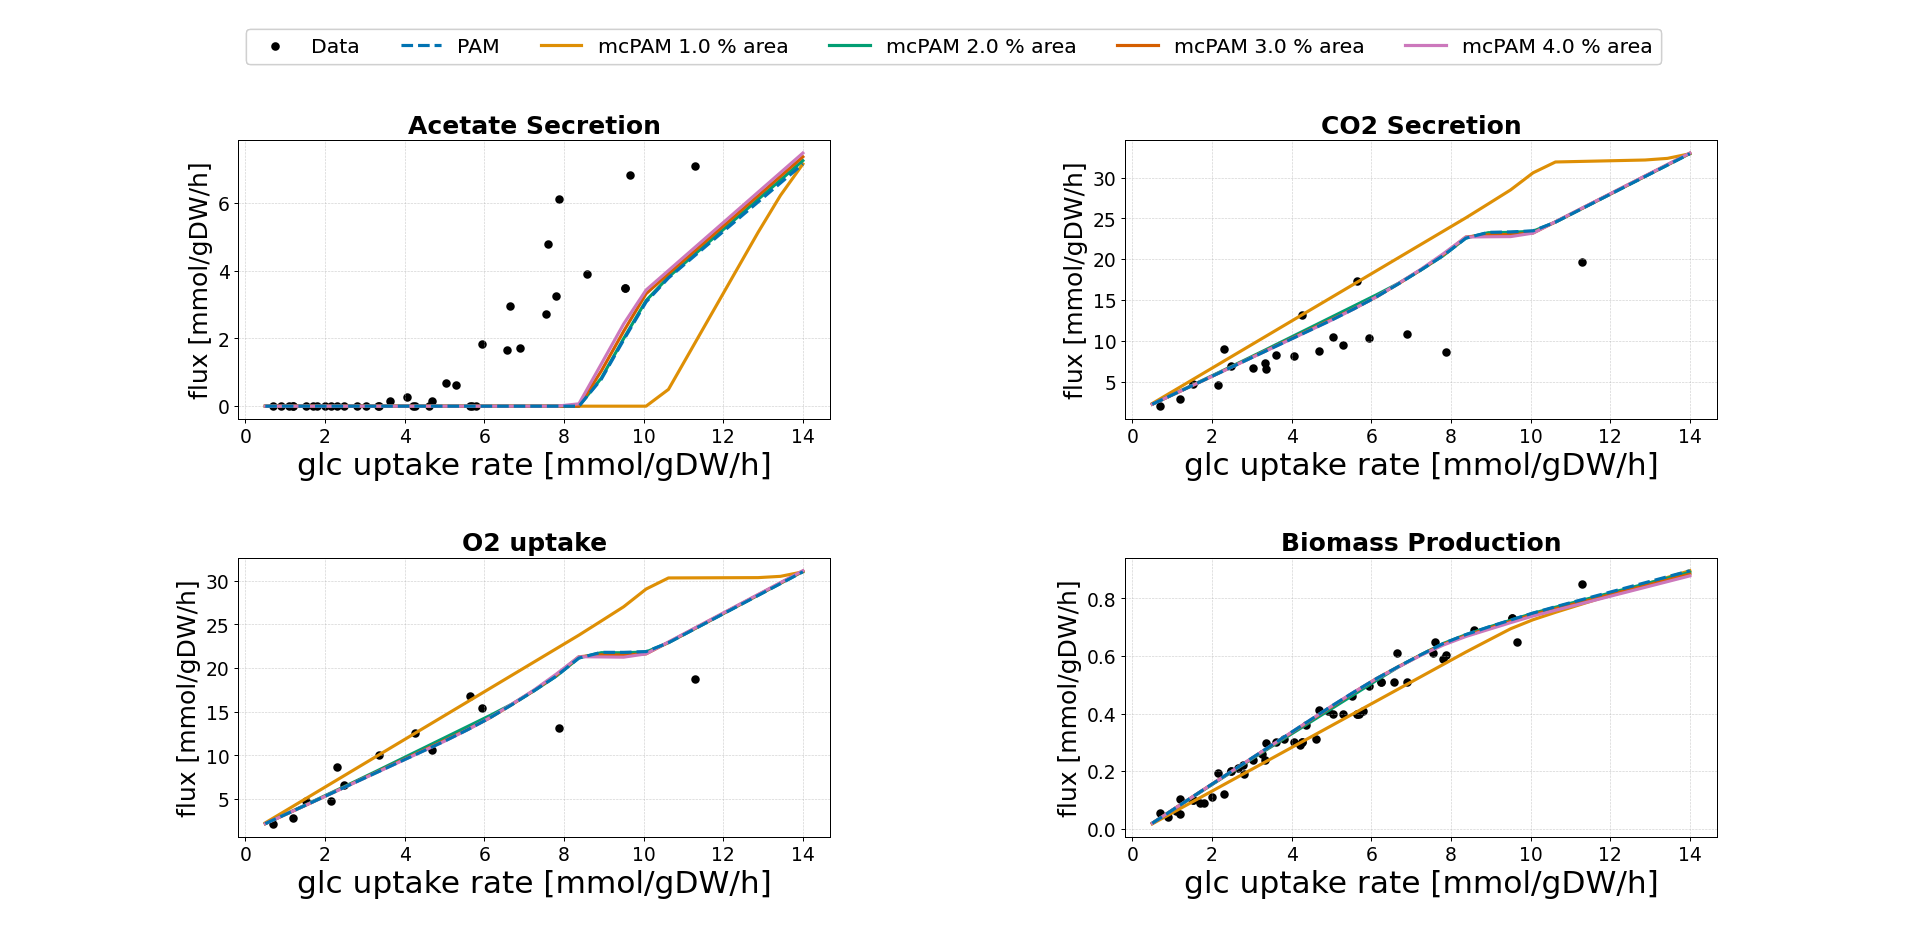 Data PAM mcPAM 1.0 % area mcPAM 2.0 % area mcPAM 3.0 % area mcPAM 4.0 % area
Acetate Secretion
flux [mmol/gDW/h]
6
4
2
0
0 2 4 6 8 10 12 14
glc uptake rate [mmol/gDW/h]
CO2 Secretion
flux [mmol/gDW/h]
30
25
20
15
10
5
0 2 4 6 8 10 12 14
glc uptake rate [mmol/gDW/h]
O2 uptake
flux [mmol/gDW/h]
30
25
20
15
10
5
0 2 4 6 8 10 12 14
glc uptake rate [mmol/gDW/h]
Biomass Production
flux [mmol/gDW/h]
0.8
0.6
0.4
0.2
0.0
0 2 4 6 8 10 12 14
glc uptake rate [mmol/gDW/h]